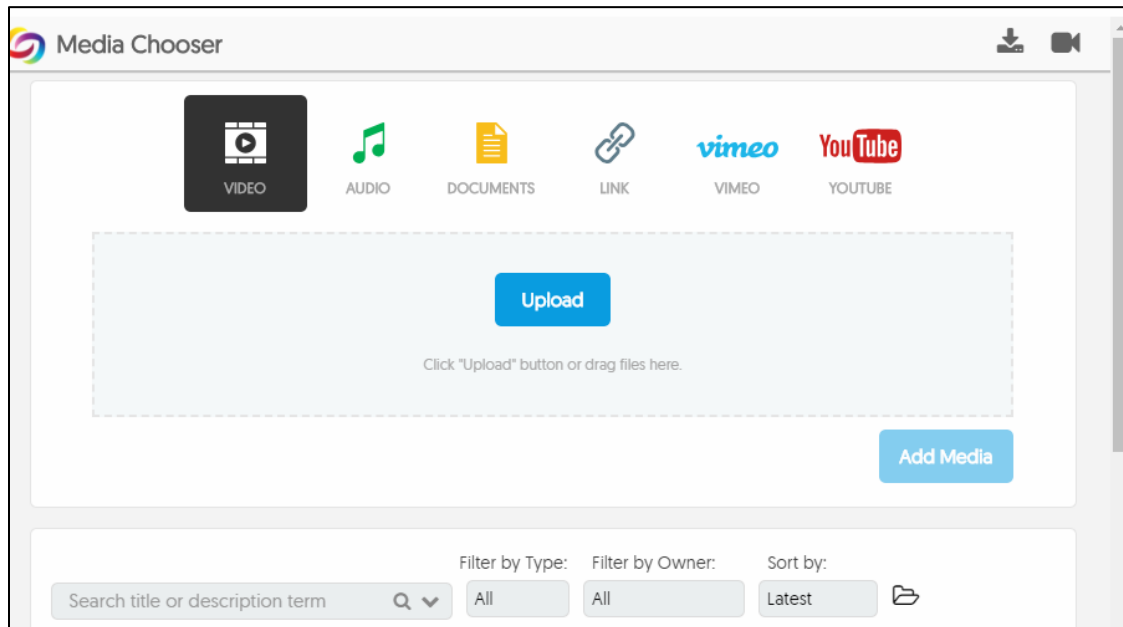 Media Chooser
VIDEO
AUDIO
DOCUMENTS
LINK
vimeo
VIMEO
YouTube
YOUTUBE
Upload
Click "Upload" button or drag files here.
Add Media
Filter by Type: Filter by Owner: Sort by:
Search title or description term All All Latest